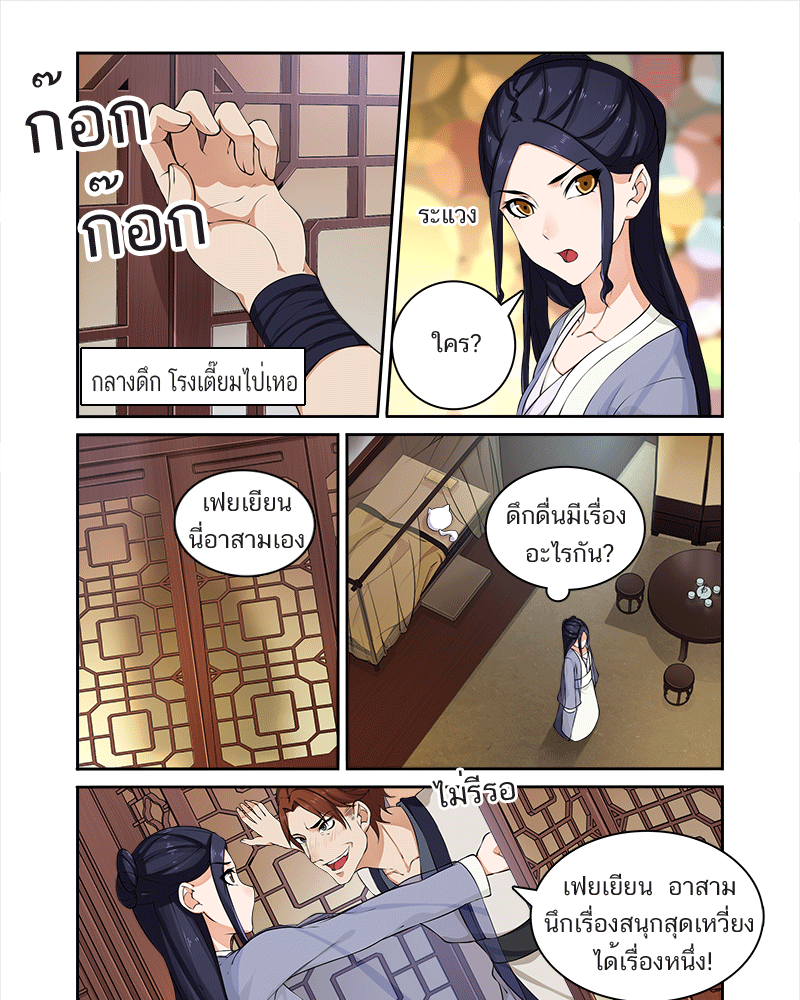 ก๊อก
ก๊อก
กลางดึก โรงเตี๊ยมไป่เหอ
ระแวง
ใคร?
เฟยเยียน
นี่อาสามเอง
ดึกดื่นมีเรื่อง
อะไรกัน?
ไม่รีรอ
เฟยเยียน อาสาม
นึกเรื่องสนุกสุดเหวี่ยง
ได้เรื่องหนึ่ง!